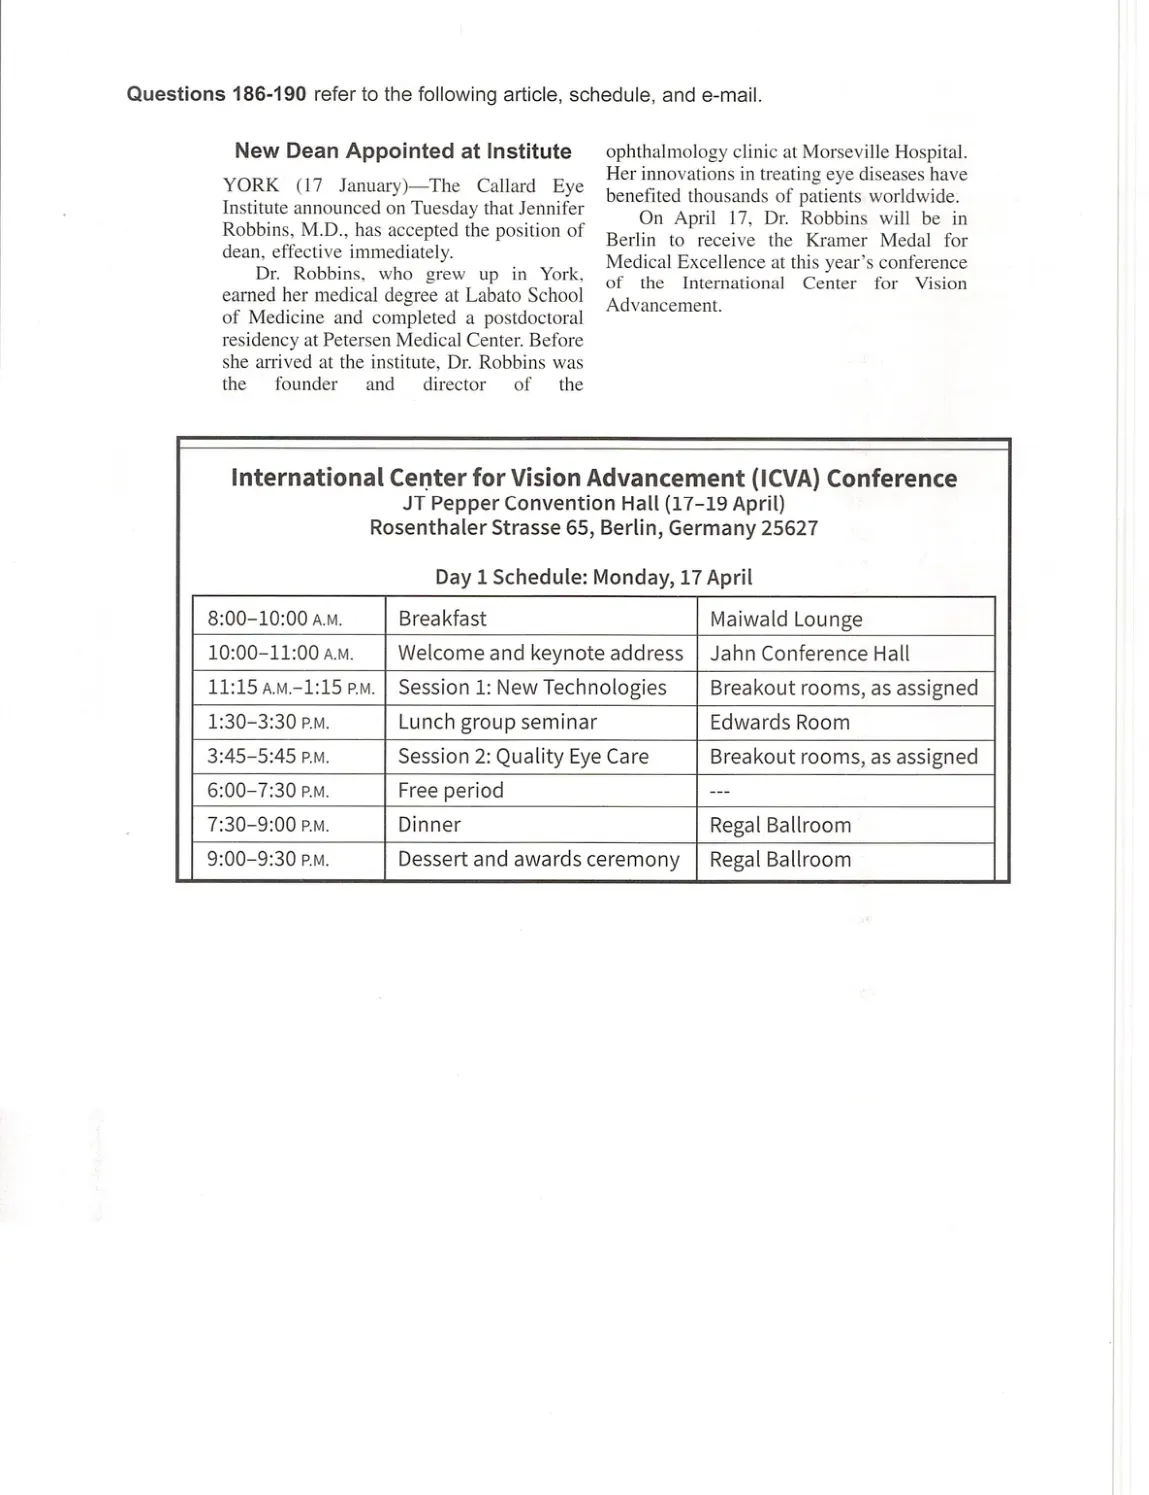 Questions 186-190 refer to the following article, schedule, and e-mail.
New Dean Appointed at Institute
YORK (17 January)—The Callard Eye
Institute announced on Tuesday that Jennifer
Robbins, M.D., has accepted the position of
dean, effective immediately.
Dr. Robbins, who grew up in York,
earned her medical degree at Labato School
of Medicine and completed a postdoctoral
residency at Petersen Medical Center. Before
she arrived at the institute, Dr. Robbins was
the founder and director of the
ophthalmology clinic at Morseville Hospital.
Her innovations in treating eye diseases have
benefited thousands of patients worldwide.
On April 17, Dr. Robbins will be in
Berlin to receive the Kramer Medal for
Medical Excellence at this year's conference
of the International Center for Vision
Advancement.
International Center for Vision Advancement (ICVA) Conference
JT Pepper Convention Hall (17–19 April)
Rosenthaler Strasse 65, Berlin, Germany 25627
Day 1 Schedule: Monday, 17 April
8:00–10:00 A.M. Breakfast Maiwald Lounge
10:00–11:00 A.M. Welcome and keynote address Jahn Conference Hall
11:15 A.M.–1:15 P.M. Session 1: New Technologies Breakout rooms, as assigned
1:30–3:30 P.M. Lunch group seminar Edwards Room
3:45–5:45 P.M. Session 2: Quality Eye Care Breakout rooms, as assigned
6:00–7:30 P.M. Free period ---
7:30–9:00 P.M. Dinner Regal Ballroom
9:00–9:30 P.M. Dessert and awards ceremony Regal Ballroom